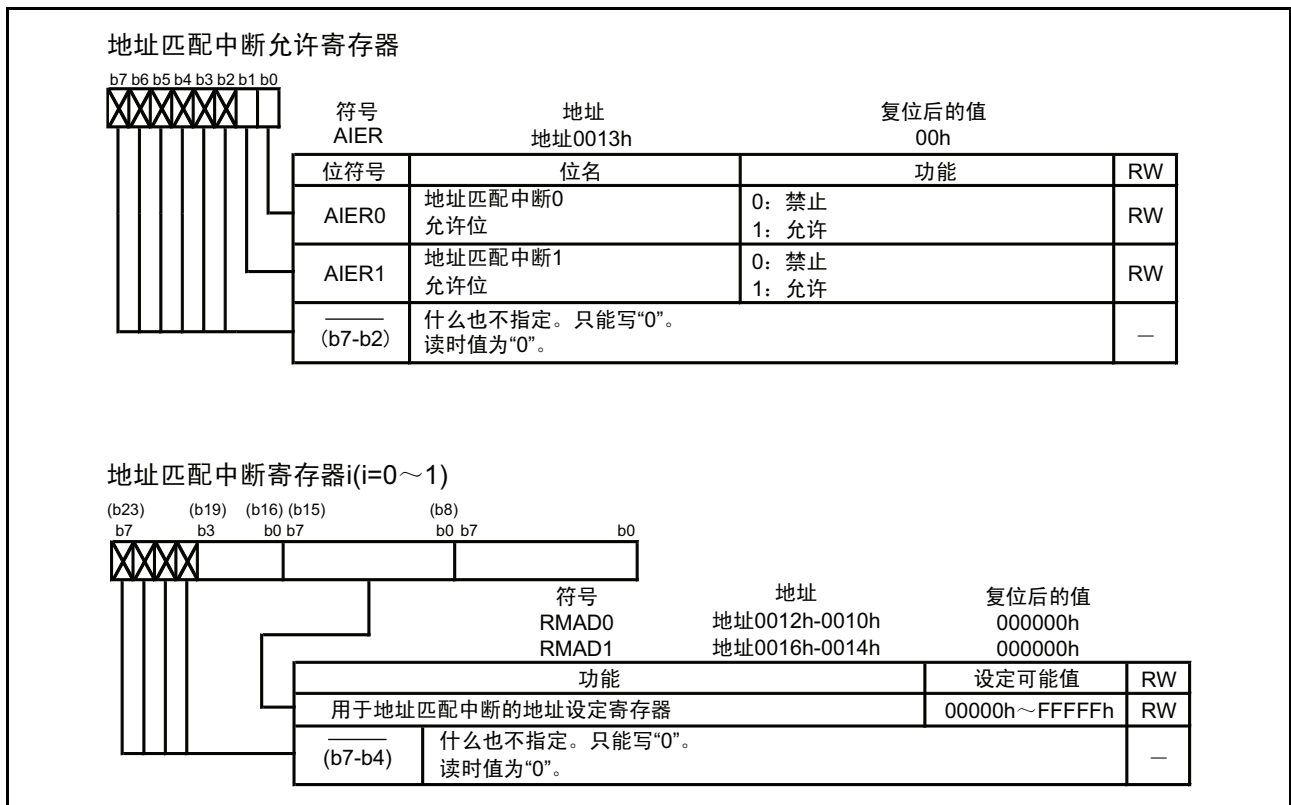 地址匹配中断允许寄存器
b7 b6 b5 b4 b3 b2 b1 b0
符号 地址 复位后的值
AIER 地址0013h 00h
位符号 位名 功能 RW
AIER0 地址匹配中断0 0：禁止 RW
允许位 1：允许
AIER1 地址匹配中断1 0：禁止 RW
允许位 1：允许
(b7-b2) 什么也不指定。只能写“0”。 —
读时值为“0”。
地址匹配中断寄存器i(i=0～1)
(b23) (b19) (b16) (b15) (b8)
b7 b3 b0 b7 b0 b7 b0
符号 地址 复位后的值
RMAD0 地址0012h-0010h 000000h
RMAD1 地址0016h-0014h 000000h
功能 设定可能值 RW
用于地址匹配中断的地址设定寄存器 00000h～FFFFFh RW
(b7-b4) 什么也不指定。只能写“0”。 —
读时值为“0”。